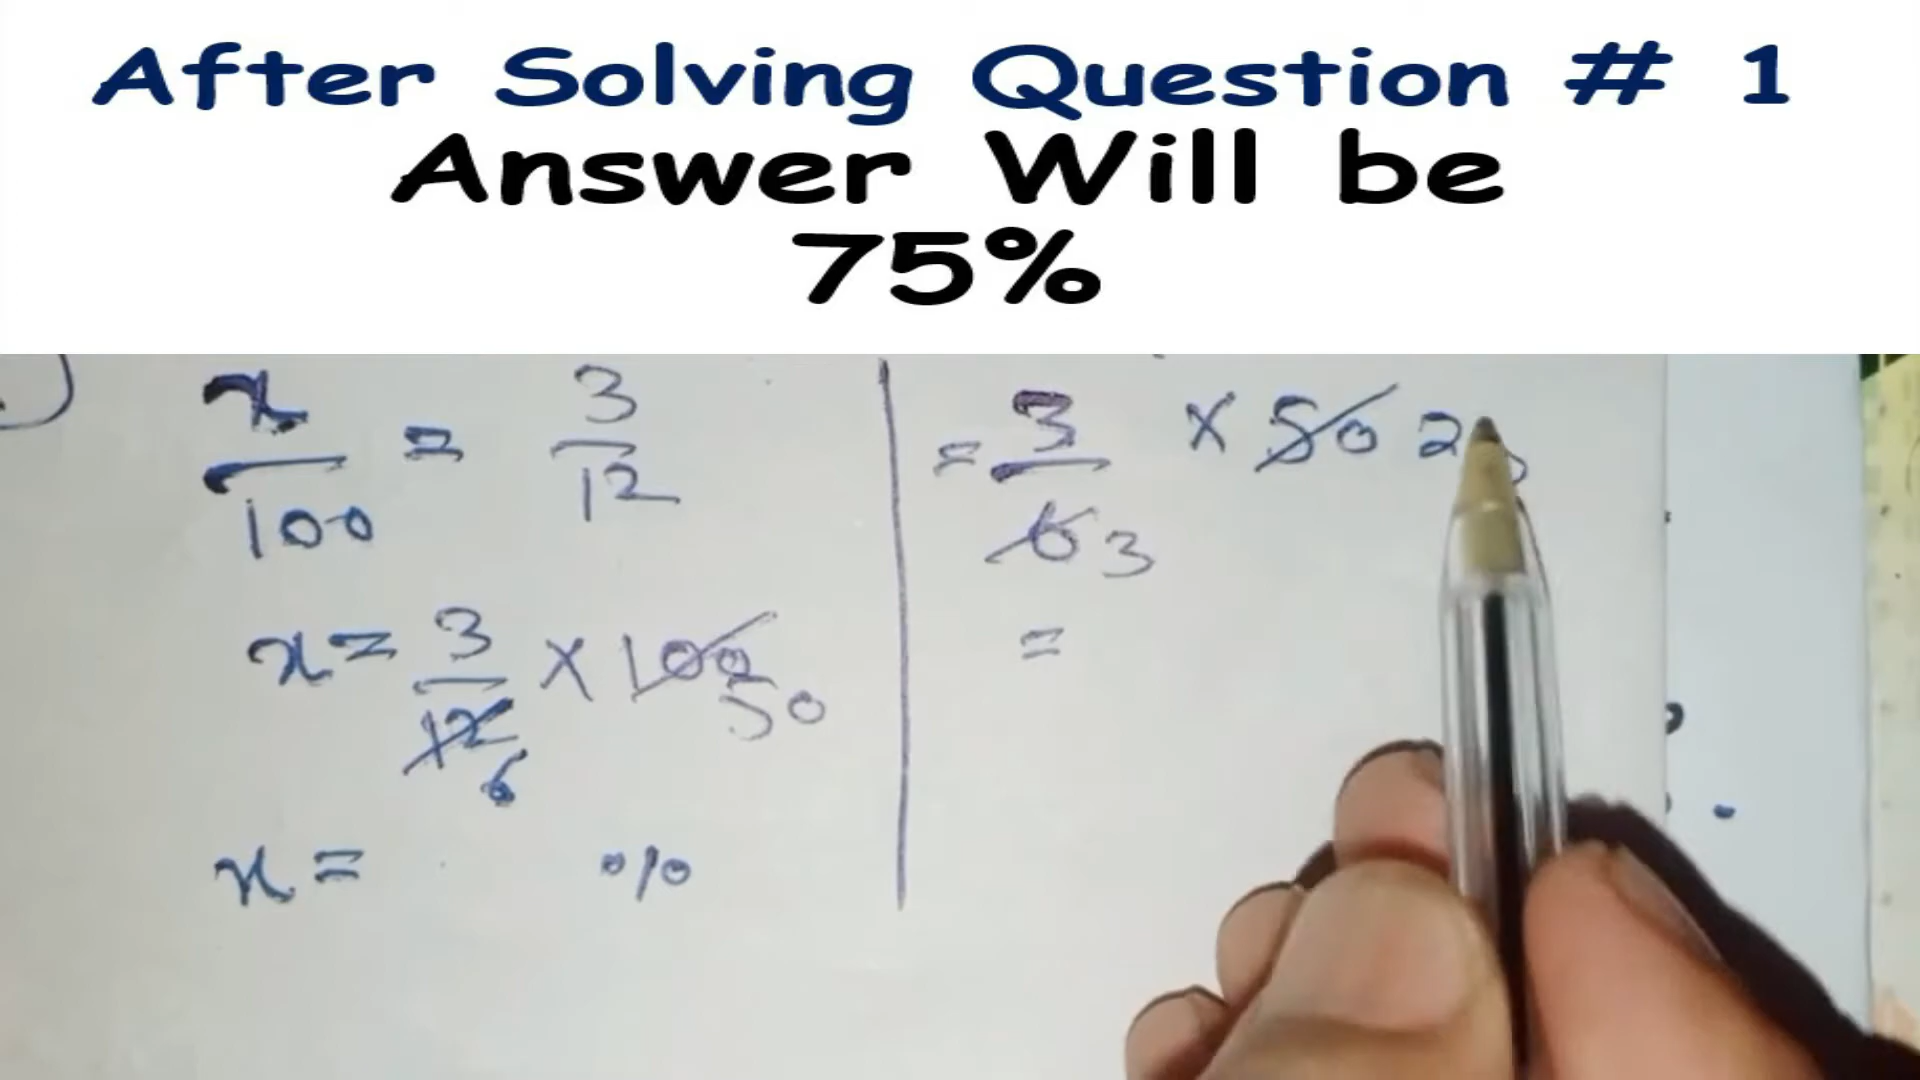 After Solving Question # 1
Answer Will be
75%
x/100 = 3/12
x = 3/12 × 100 50
6
x = %
= 3/6 × 50 2
3
=